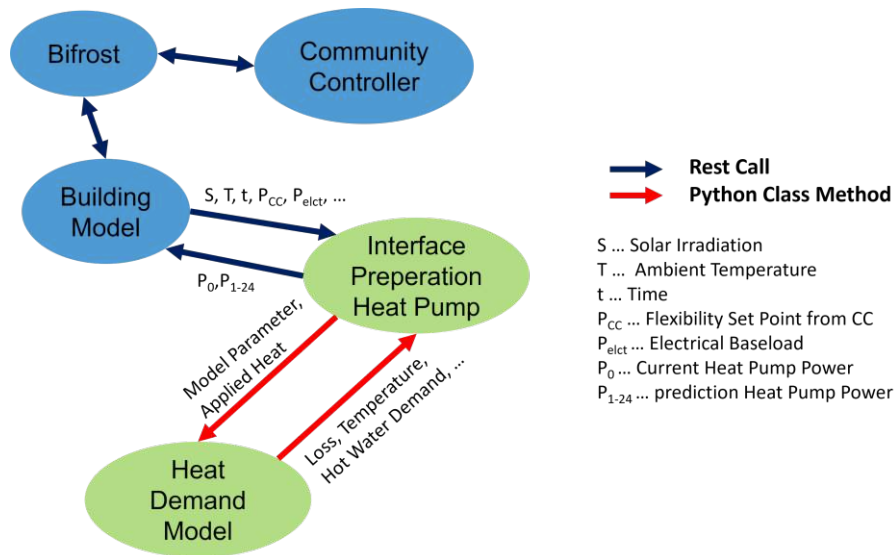 Bifrost
Community
Controller
Building
Model
S, T, t, P_CC, P_elct, ...
P_0,P_1-24
Interface
Preperation
Heat Pump
Model Parameter,
Applied Heat
Loss, Temperature,
Hot Water Demand, ...
Heat
Demand
Model
Rest Call
Python Class Method
S ... Solar Irradiation
T ... Ambient Temperature
t ... Time
P_CC ... Flexibility Set Point from CC
P_elct ... Electrical Baseload
P_0 ... Current Heat Pump Power
P_1-24 ... prediction Heat Pump Power